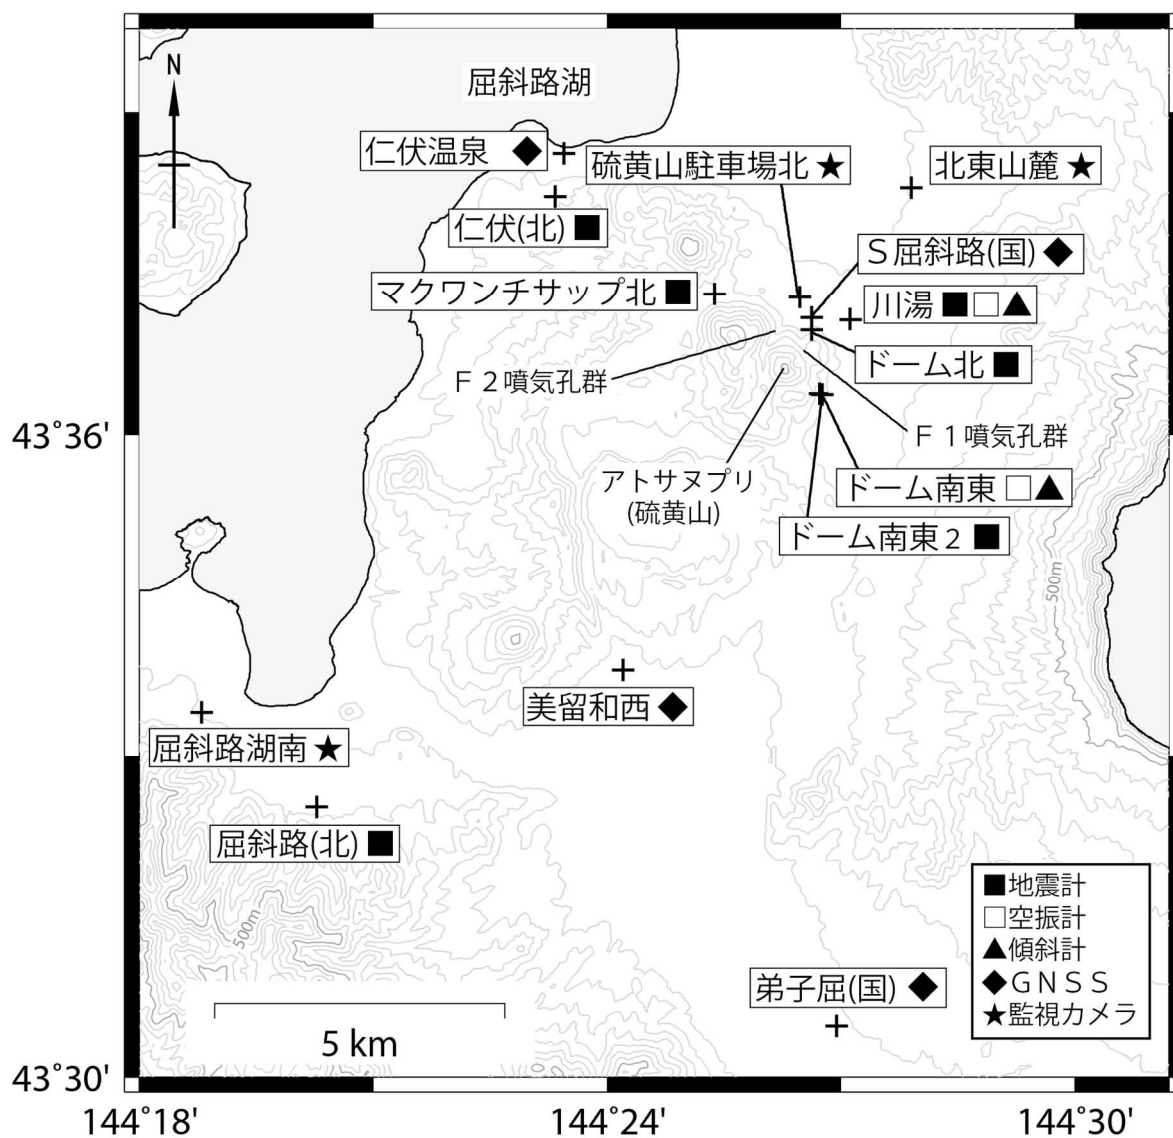 N
屈斜路湖
仁伏温泉 ◆
硫黄山駐車場北 ★
北東山麓 ★
仁伏(北) ■
S屈斜路(国) ◆
マクワンチサップ北 ■
川湯 ■□▲
ドーム北 ■
F2噴気孔群
43°36'
F1噴気孔群
アトサヌプリ
(硫黄山)
ドーム南東 □▲
ドーム南東2 ■
500m
美留和西 ◆
屈斜路湖南 ★
屈斜路(北) ■
500m
■地震計
□空振計
▲傾斜計
◆GNSS
★監視カメラ
弟子屈(国) ◆
5 km
43°30'
144°18'
144°24'
144°30'